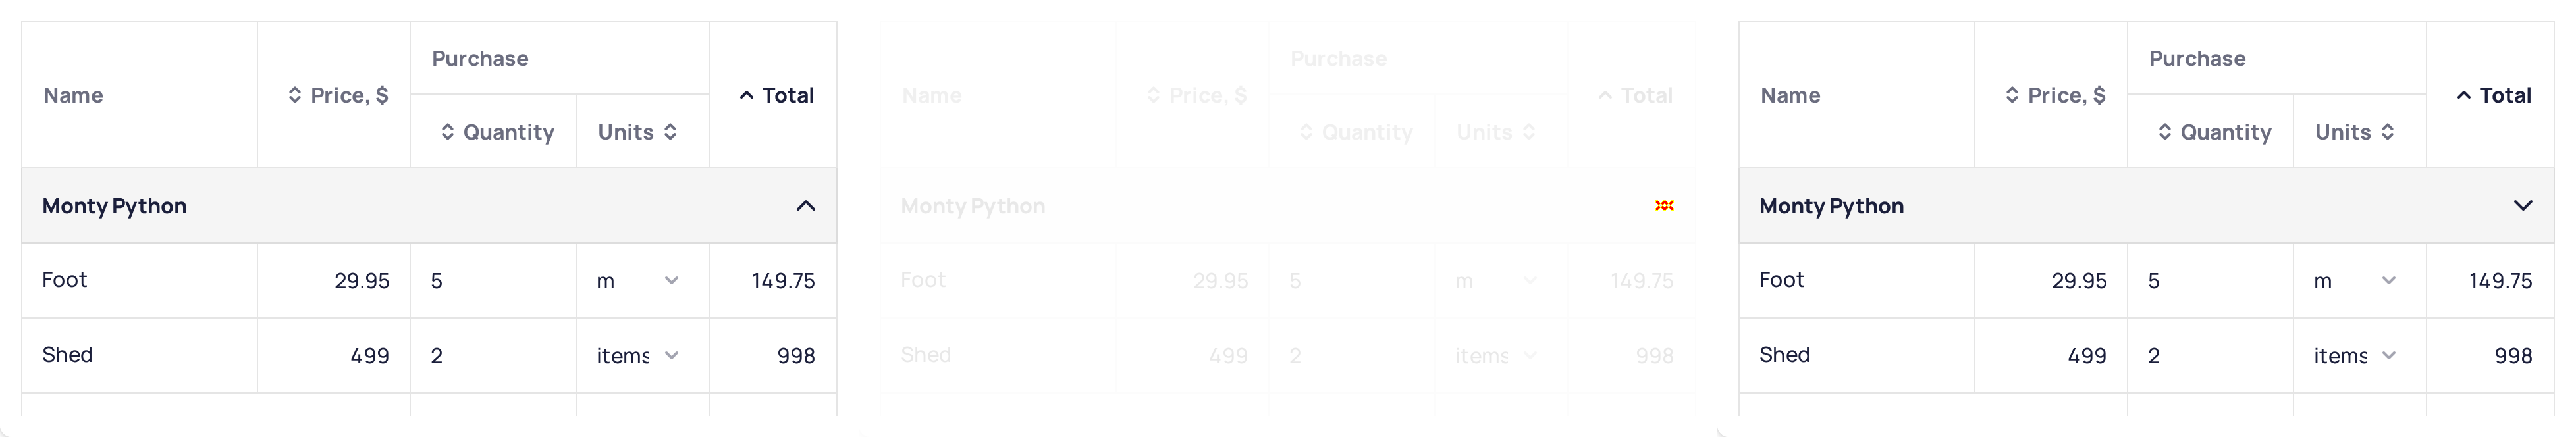 Purchase
Name
Price, $
Total
Quantity
Units
Monty Python
Foot
29.95
5
m
149.75
Shed
499
2
items
998
Purchase
Name
Price, $
Total
Quantity
Units
Monty Python
Foot
29.95
5
m
149.75
Shed
499
2
items
998
Purchase
Name
Price, $
Total
Quantity
Units
Monty Python
Foot
29.95
5
m
149.75
Shed
499
2
items
998